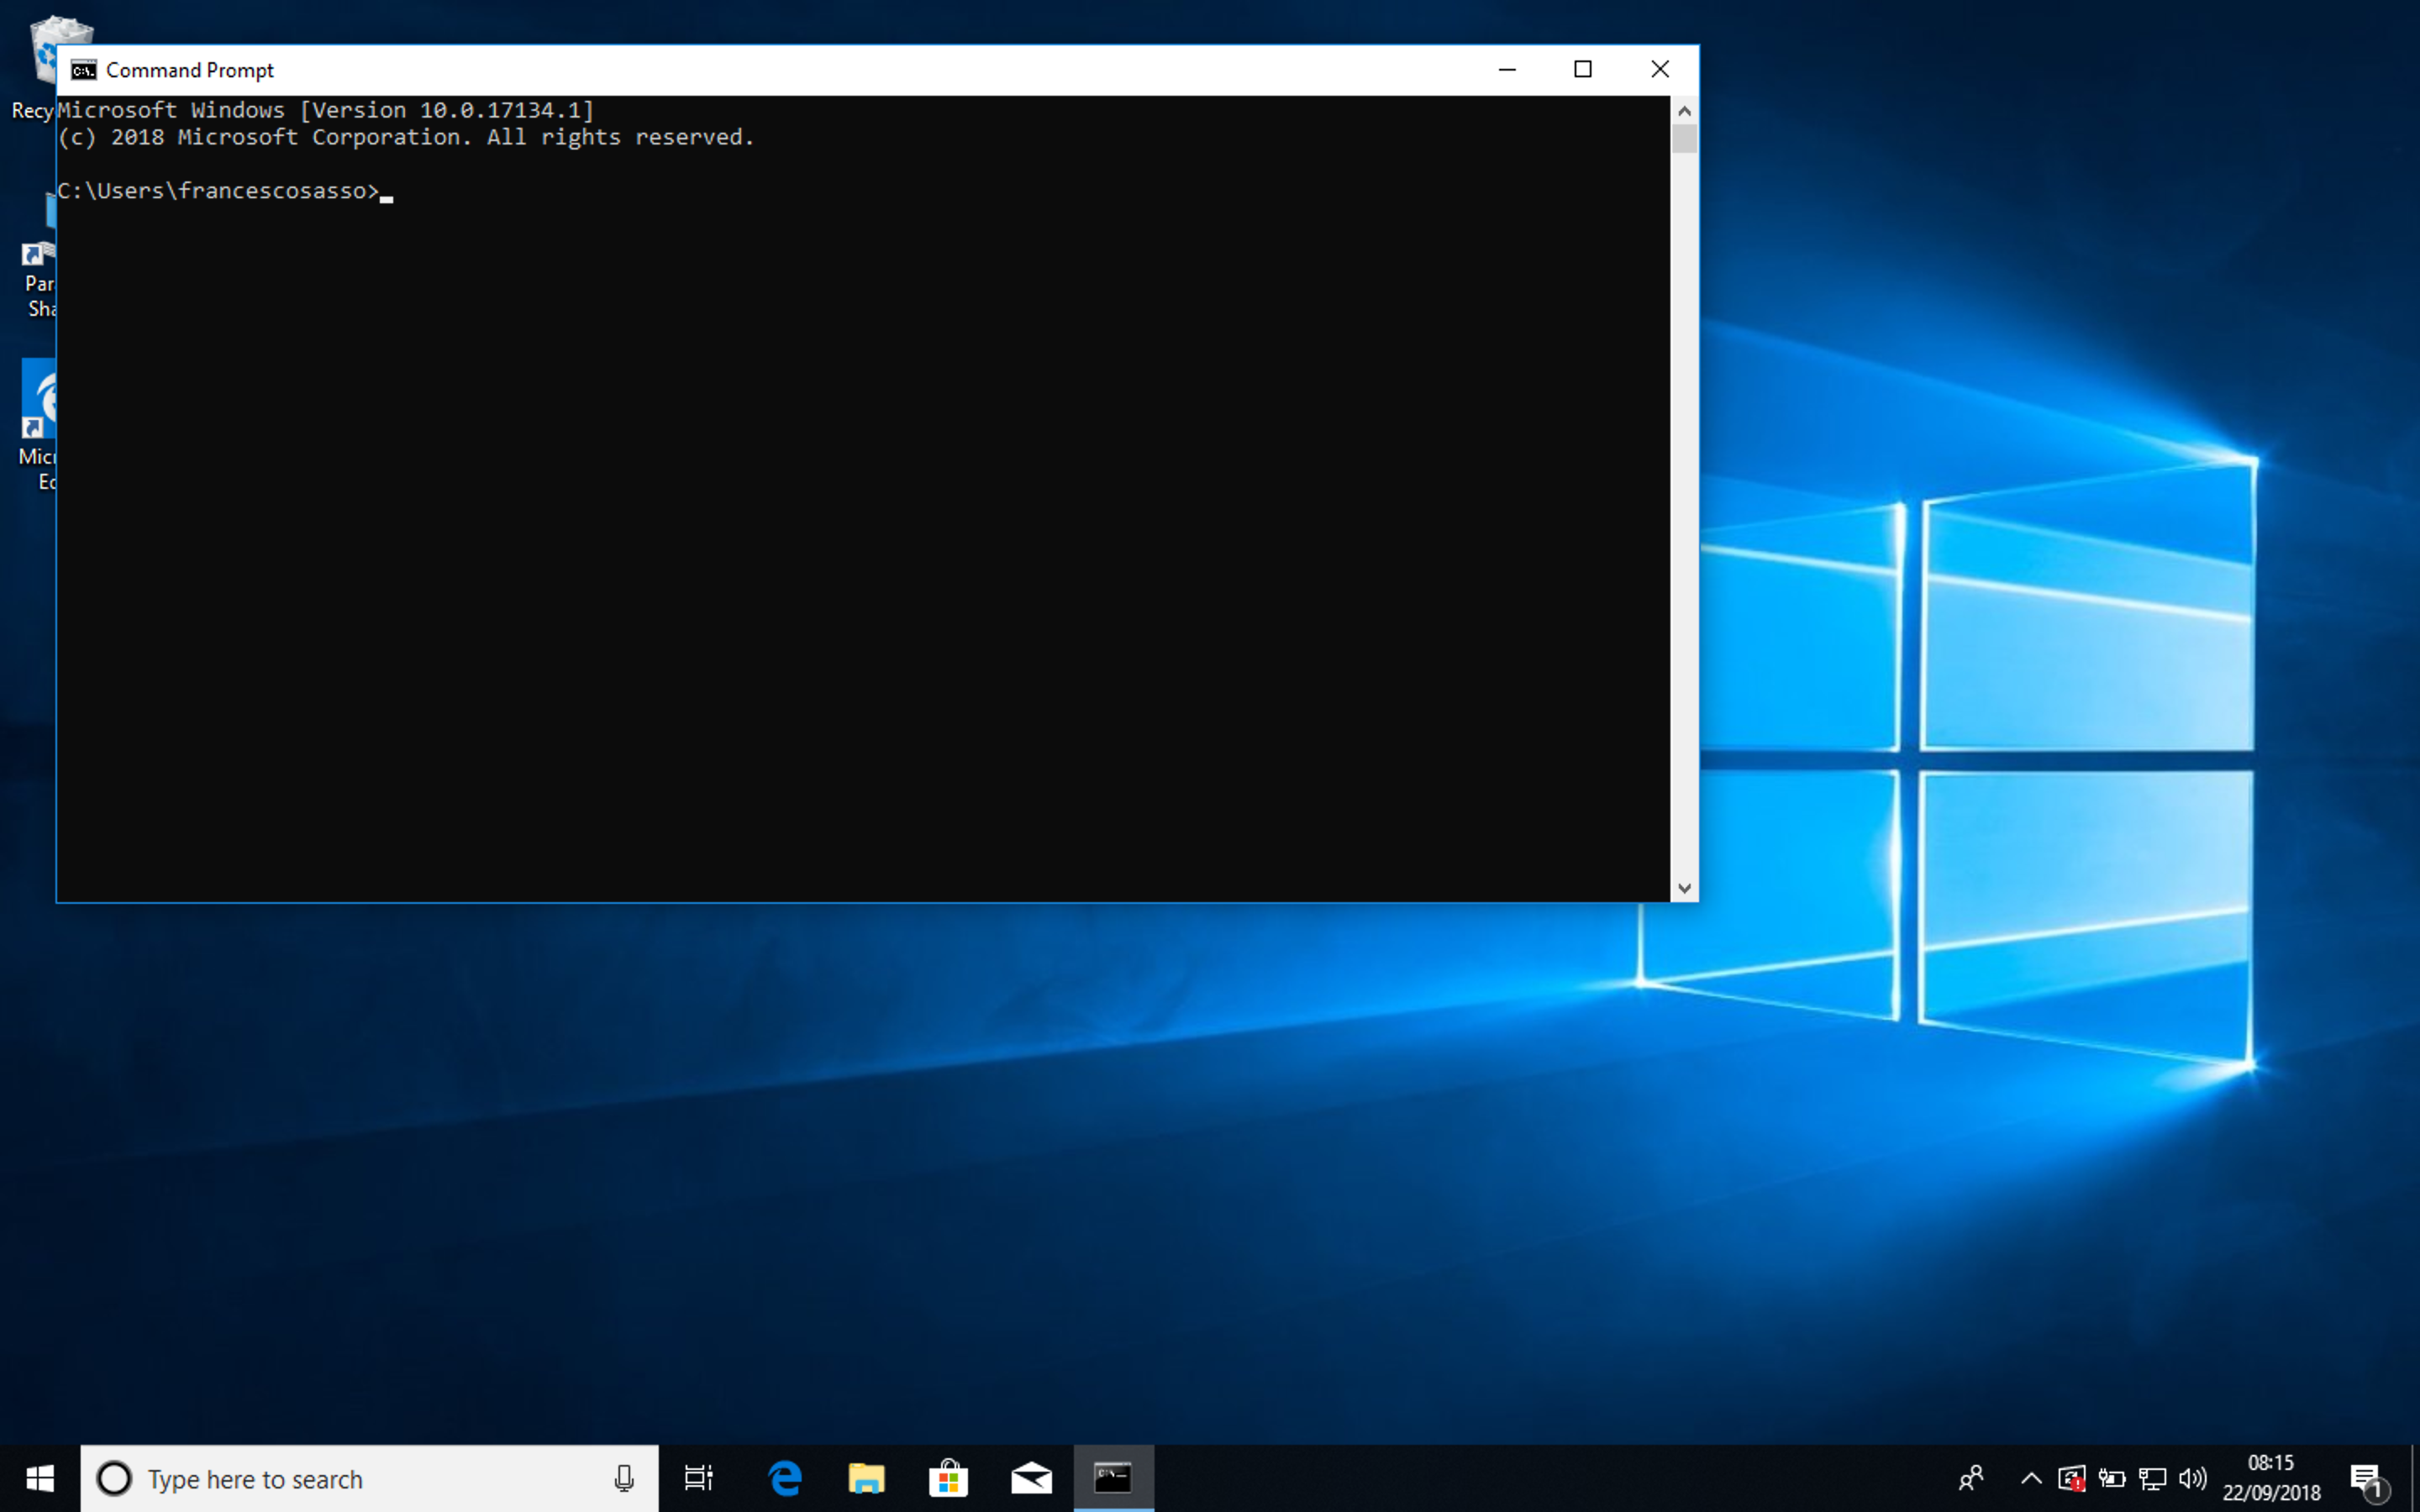 Command Prompt
Microsoft Windows [Version 10.0.17134.1]
(c) 2018 Microsoft Corporation. All rights reserved.
C:\Users\francescosasso>
Recy
Par
Sha
Micr
Ed
Type here to search
08:15
22/09/2018
1